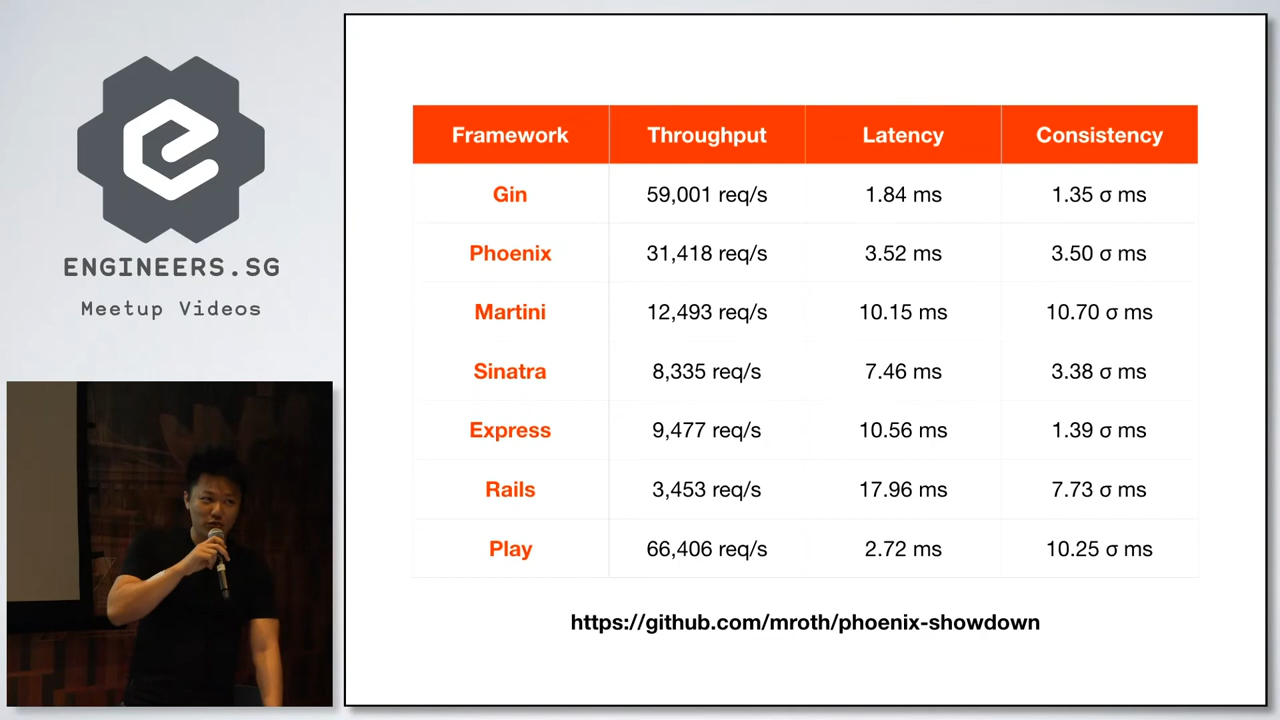 ENGINEERS.SG
Meetup Videos
Framework Throughput Latency Consistency
Gin 59,001 req/s 1.84 ms 1.35 σ ms
Phoenix 31,418 req/s 3.52 ms 3.50 σ ms
Martini 12,493 req/s 10.15 ms 10.70 σ ms
Sinatra 8,335 req/s 7.46 ms 3.38 σ ms
Express 9,477 req/s 10.56 ms 1.39 σ ms
Rails 3,453 req/s 17.96 ms 7.73 σ ms
Play 66,406 req/s 2.72 ms 10.25 σ ms
https://github.com/mroth/phoenix-showdown